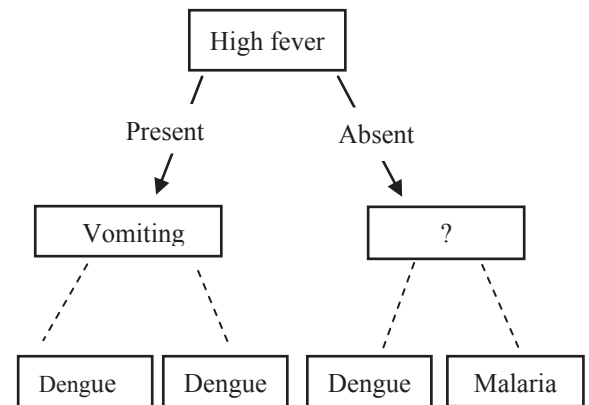 High fever
Present
Absent
Vomiting
?
Dengue
Dengue
Dengue
Malaria